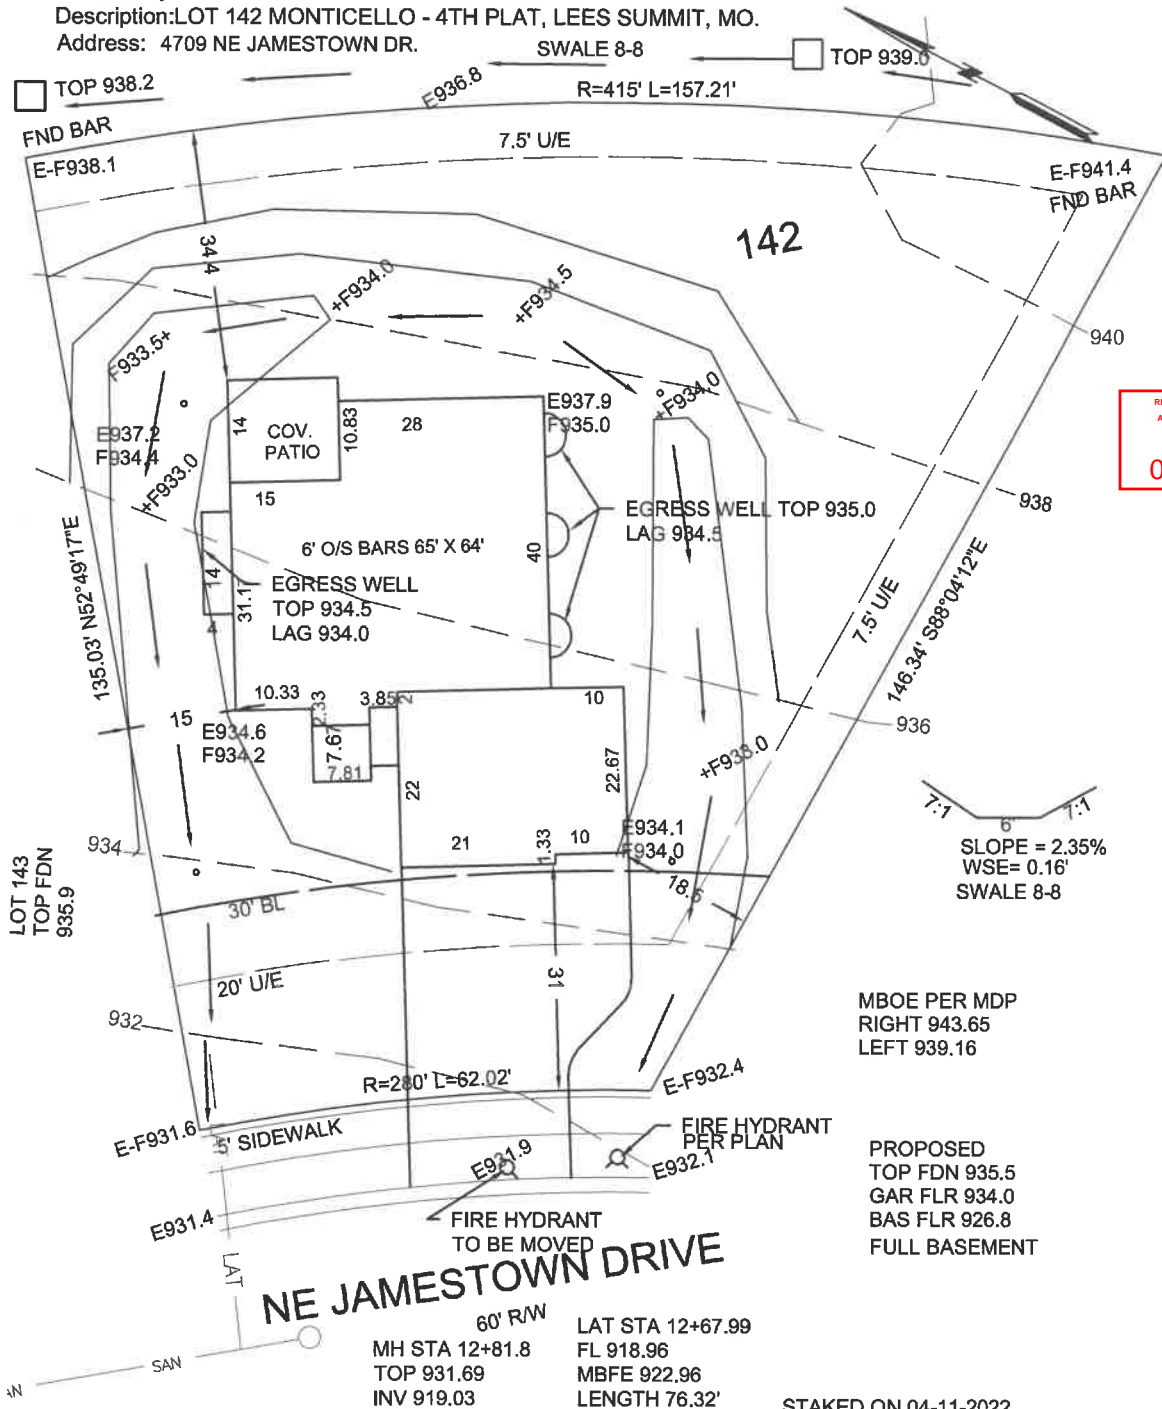 Description:LOT 142 MONTICELLO - 4TH PLAT, LEES SUMMIT, MO.
Address: 4709 NE JAMESTOWN DR.
SWALE 8-8
TOP 938.2
TOP 939.0
E936.8
R=415' L=157.21'
FND BAR
7.5' U/E
E-F938.1
E-F941.4
FND BAR
142
34.4
+F934.0
+F934.5
F933.5+
940
E937.9
F935.0
+F934.0
E937.2
F934.4
14
COV.
PATIO
10.83
28
+F933.0
15
938
EGRESS WELL TOP 935.0
LAG 934.5
6' O/S BARS 65' X 64'
40
14
31.17
EGRESS WELL
TOP 934.5
LAG 934.0
4
135.03' N52°49'17"E
7.5' U/E
146.34' S88°04'12"E
10.33
2.33
3.85
2
10
15
E934.6
F934.2
7.67
7.81
936
+F933.0
22
22.67
7:1
6'
7:1
SLOPE = 2.35%
WSE= 0.16'
SWALE 8-8
934
21
1.33
10
E934.1
F934.0
18.6
LOT 143
TOP FDN
935.9
30' BL
20' U/E
31
932
MBOE PER MDP
RIGHT 943.65
LEFT 939.16
R=280' L=62.02'
E-F932.4
E-F931.6
5' SIDEWALK
FIRE HYDRANT
PER PLAN
E931.9
E932.1
PROPOSED
TOP FDN 935.5
GAR FLR 934.0
BAS FLR 926.8
FULL BASEMENT
E931.4
FIRE HYDRANT
TO BE MOVED
LAT
NE JAMESTOWN DRIVE
60' R/W
SAN
MH STA 12+81.8
TOP 931.69
INV 919.03
LAT STA 12+67.99
FL 918.96
MBFE 922.96
LENGTH 76.32'
STAKED ON 04-11-2022